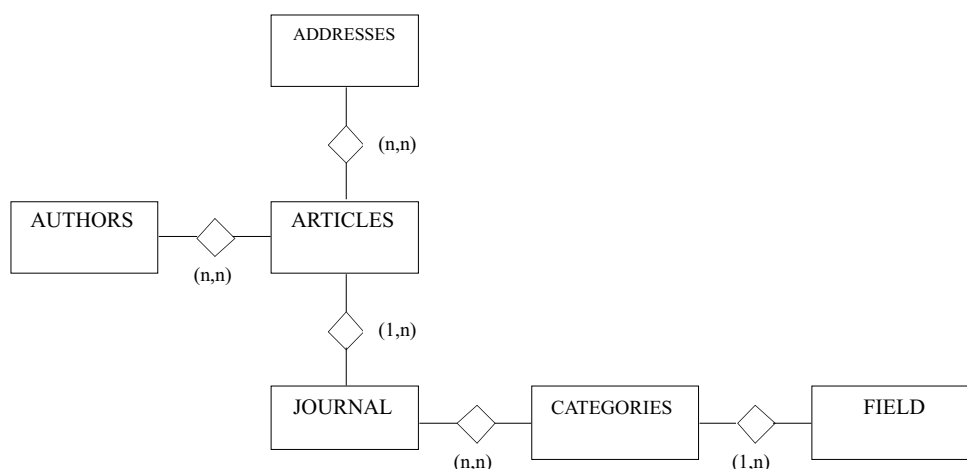 ADDRESSES
(n,n)
AUTHORS
ARTICLES
(n,n)
(1,n)
JOURNAL
CATEGORIES
FIELD
(n,n)
(1,n)